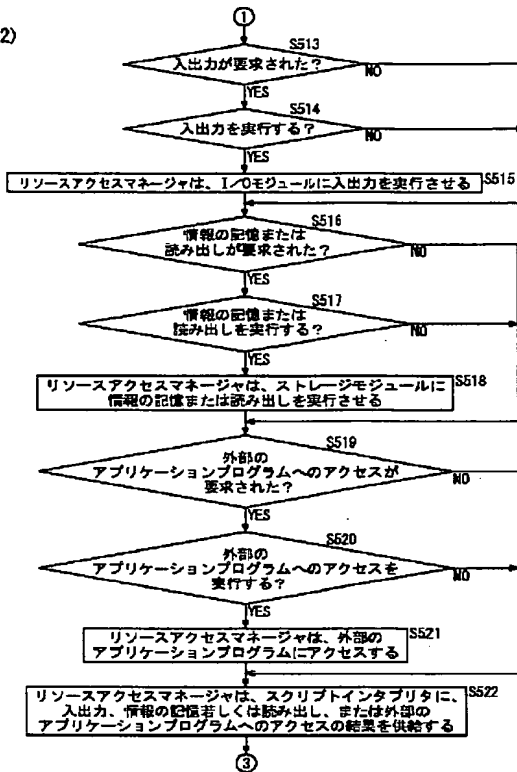 2)
①
S513
入出力が要求された?
NO
YES
S514
入出力を実行する?
NO
YES
リソースアクセスマネージャは、I/Oモジュールに入出力を実行させる
S515
S516
情報の記憶または
読み出しが要求された?
NO
YES
S517
情報の記憶または
読み出しを実行する?
NO
YES
リソースアクセスマネージャは、ストレージモジュールに
情報の記憶または読み出しを実行させる
S518
S519
外部の
アプリケーションプログラムへのアクセスが
要求された?
NO
YES
S520
外部の
アプリケーションプログラムへのアクセスを
実行する?
NO
YES
リソースアクセスマネージャは、外部の
アプリケーションプログラムにアクセスする
S521
リソースアクセスマネージャは、スクリプトインタプリタに、
入出力、情報の記憶若しくは読み出し、または外部の
アプリケーションプログラムへのアクセスの結果を供給する
S522
③